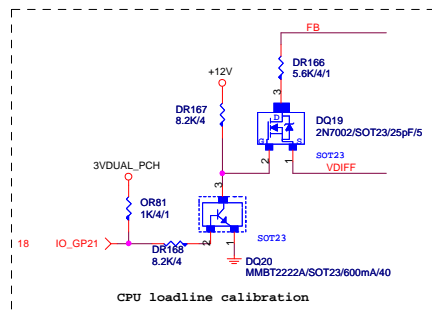 FB
DR166
5.6K/4/1
+12V
3
D
DR167
8.2K/4
DQ19
2N7002/SOT23/25pF/5
G
S
SOT23
2
1
VDIFF
3VDUAL_PCH
3
OR81
1K/4/1
SOT23
18
IO_GP21
2
1
DR168
8.2K/4
DQ20
MMBT2222A/SOT23/600mA/40
CPU loadline calibration